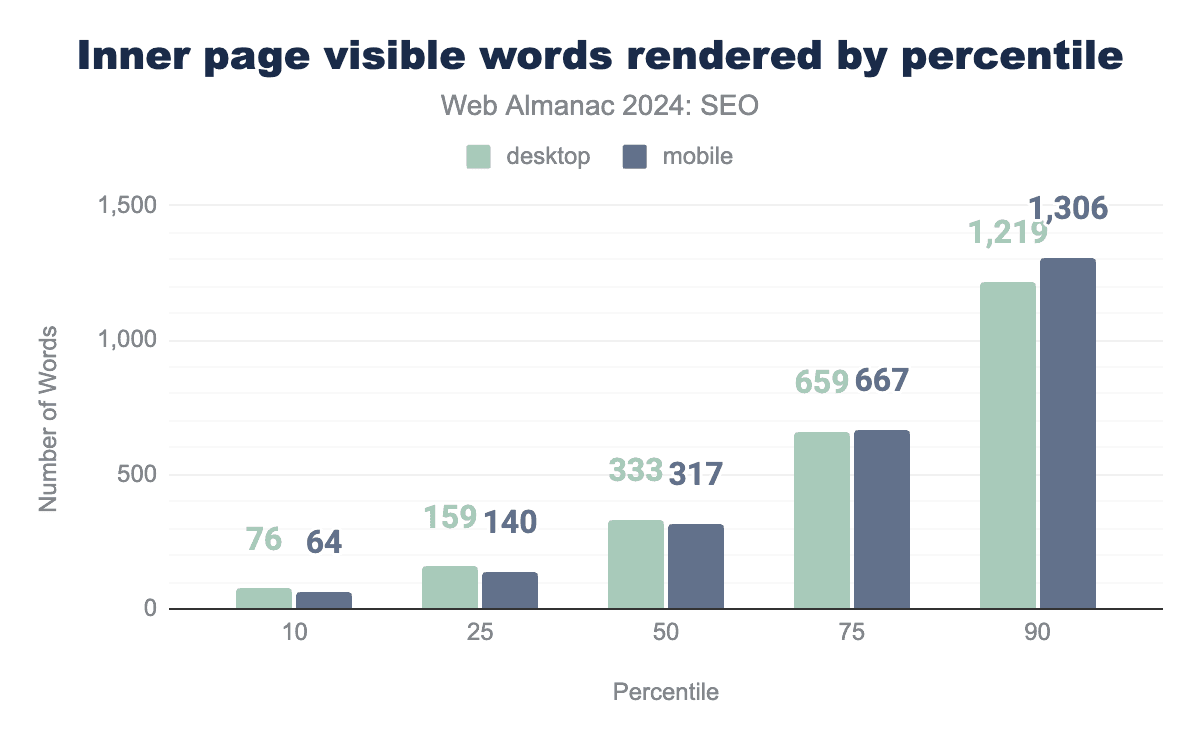 Inner page visible words rendered by percentile
Web Almanac 2024: SEO
desktop mobile
1,500
1,000
500
0
Number of Words
76 64
159 140
333 317
659 667
1,219 1,306
10 25 50 75 90
Percentile